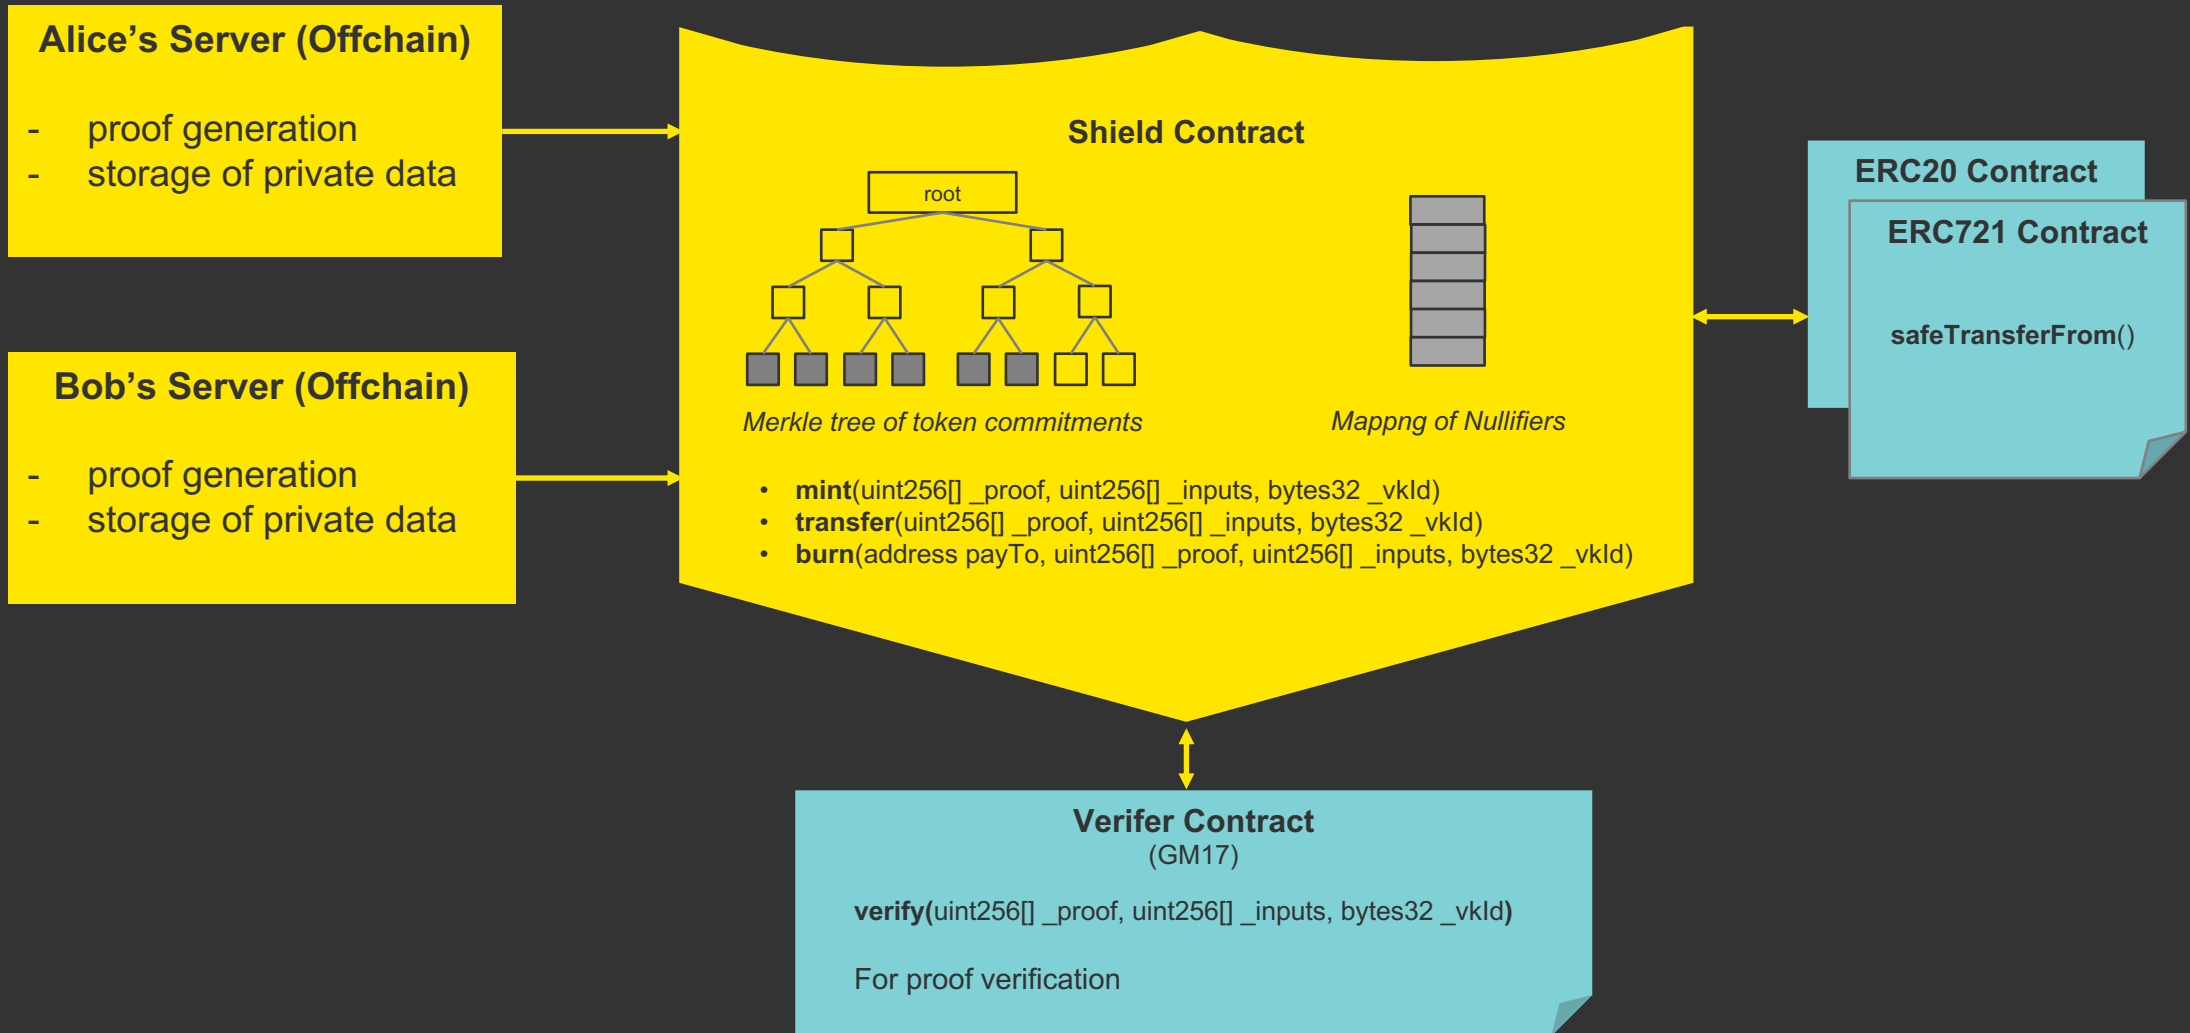 Alice’s Server (Offchain)
- proof generation
- storage of private data
Bob’s Server (Offchain)
- proof generation
- storage of private data
Shield Contract
root
Merkle tree of token commitments
Mappng of Nullifiers
• mint(uint256[] _proof, uint256[] _inputs, bytes32 _vkId)
• transfer(uint256[] _proof, uint256[] _inputs, bytes32 _vkId)
• burn(address payTo, uint256[] _proof, uint256[] _inputs, bytes32 _vkId)
ERC20 Contract
ERC721 Contract
safeTransferFrom()
Verifer Contract
(GM17)
verify(uint256[] _proof, uint256[] _inputs, bytes32 _vkId)
For proof verification